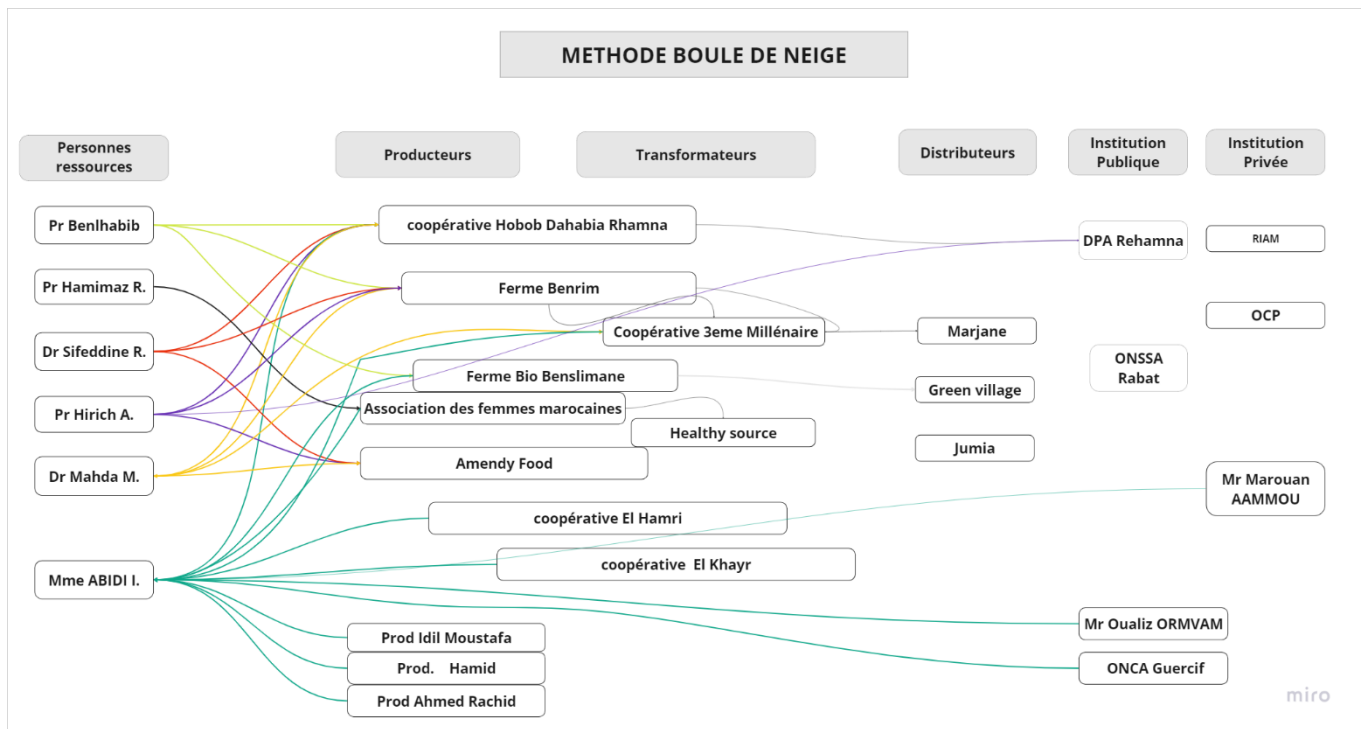 METHODE BOULE DE NEIGE
Personnes
ressources
Producteurs
Transformateurs
Distributeurs
Institution
Publique
Institution
Privée
Pr Benlhabib
Pr Hamimaz R.
Dr Sifeddine R.
Pr Hirich A.
Dr Mahda M.
Mme ABIDI I.
coopérative Hobob Dahabia Rhamna
Ferme Benrim
Coopérative 3eme Millénaire
Ferme Bio Benslimane
Association des femmes marocaines
Healthy source
Amendy Food
coopérative El Hamri
coopérative El Khayr
Prod Idil Moustafa
Prod. Hamid
Prod Ahmed Rachid
Marjane
Green village
Jumia
DPA Rehamna
ONSSA
Rabat
Mr Oualiz ORMVAM
ONCA Guercif
RIAM
OCP
Mr Marouan
AAMMOU
miro